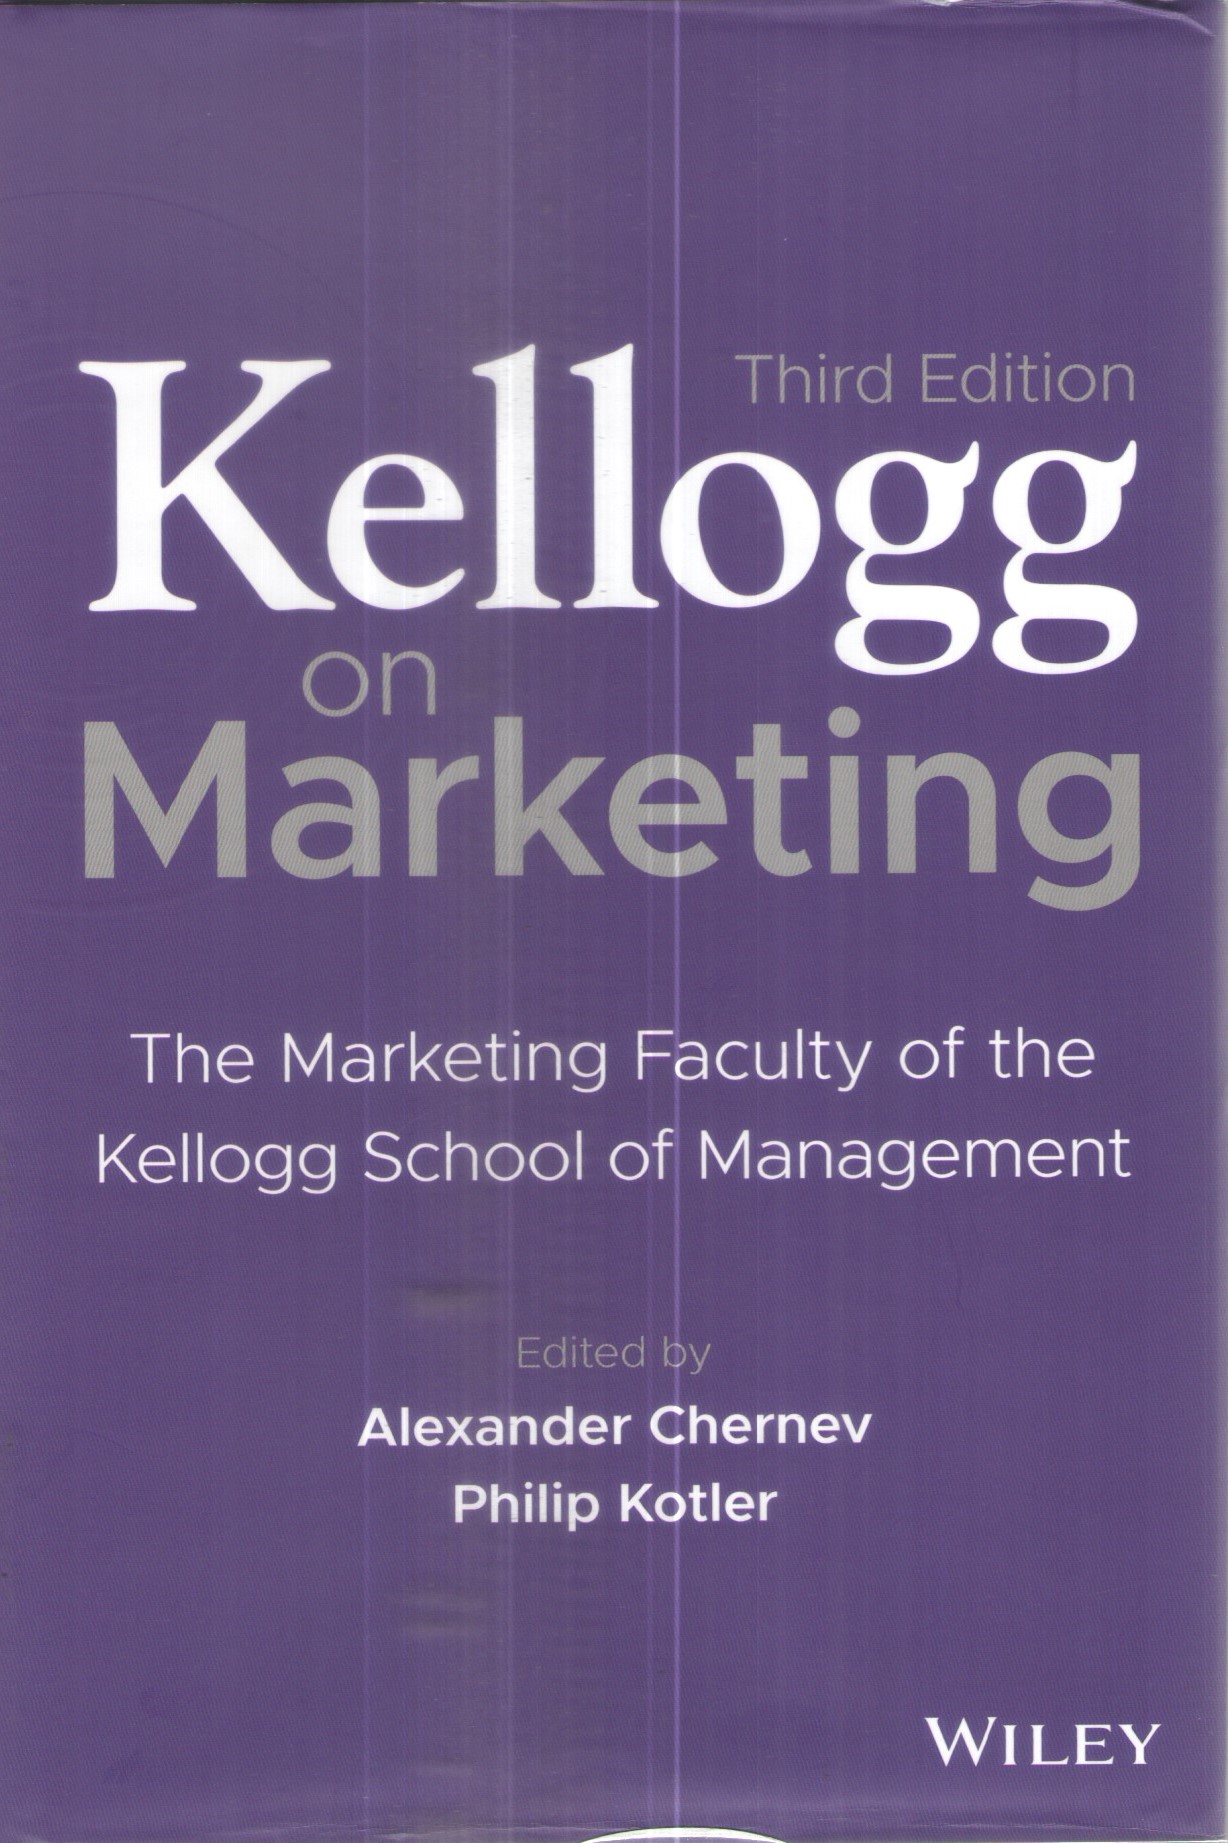 Third Edition
Kellogg
on
Marketing
The Marketing Faculty of the
Kellogg School of Management
Edited by
Alexander Chernev
Philip Kotler
WILEY